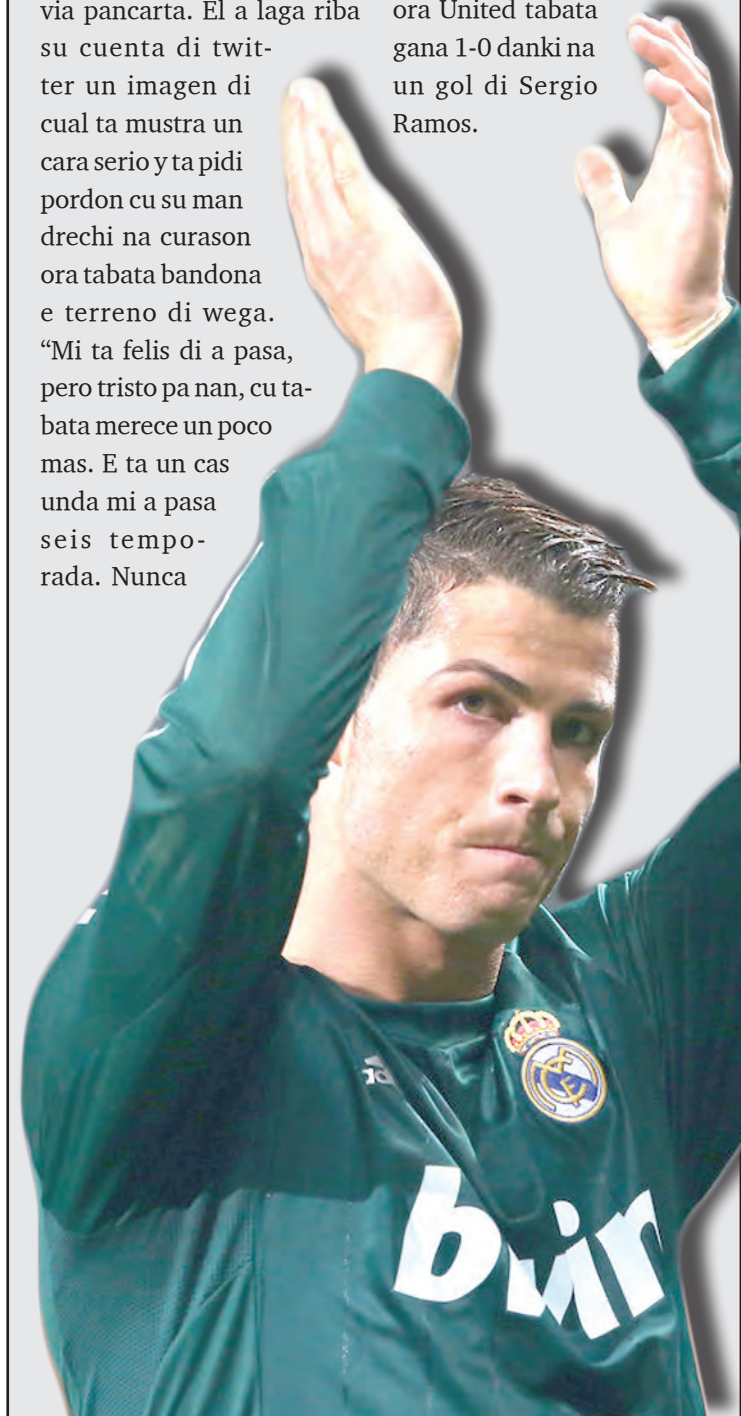 via pancarta. El a laga riba
su cuenta di twit-
ter un imagen di
cual ta mustra un
cara serio y ta pidi
pordon cu su man
drechi na curason
ora tabata bandona
e terreno di wega.
“Mi ta felis di a pasa,
pero tristo pa nan, cu ta-
bata merece un poco
mas. E ta un cas
unda mi a pasa
seis tempo-
rada. Nunca
ora United tabata
gana 1-0 danki na
un gol di Sergio
Ramos.
bwin